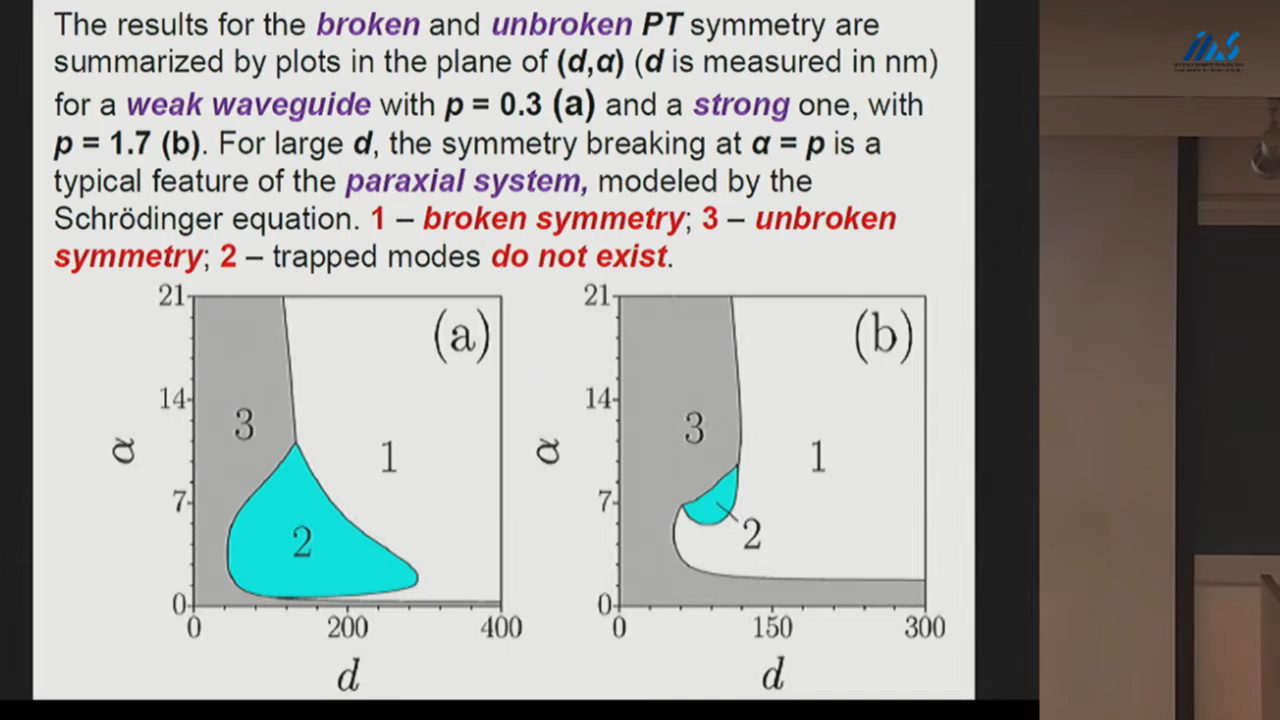 The results for the broken and unbroken PT symmetry are
summarized by plots in the plane of (d,α) (d is measured in nm)
for a weak waveguide with p = 0.3 (a) and a strong one, with
p = 1.7 (b). For large d, the symmetry breaking at α = p is a
typical feature of the paraxial system, modeled by the
Schrödinger equation. 1 – broken symmetry; 3 – unbroken
symmetry; 2 – trapped modes do not exist.
21
14
7
0
α
(a)
3
1
2
0 200 400
d
21
14
7
0
α
(b)
3
1
2
0 150 300
d